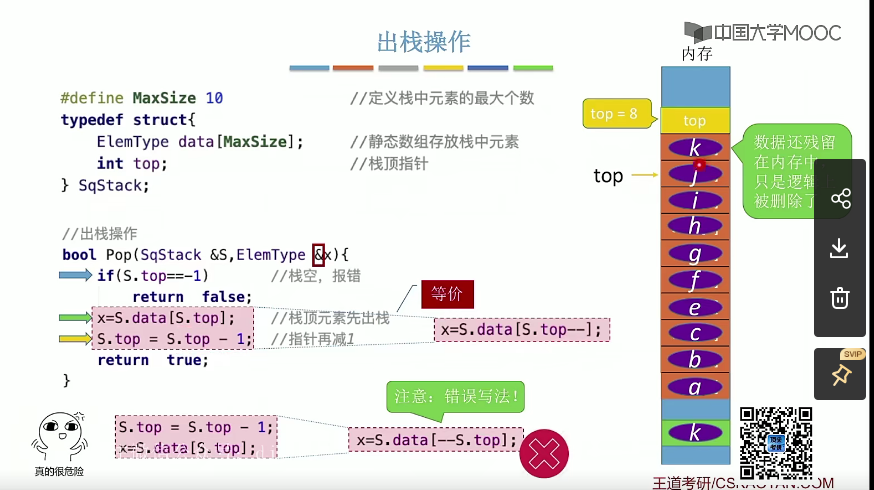 中国大学MOOC
出栈操作
内存
#define MaxSize 10 //定义栈中元素的最大个数
typedef struct{
ElemType data[MaxSize]; //静态数组存放栈中元素
int top; //栈顶指针
} SqStack;
top = 8
top
k
数据还残留
在内存中
只是逻辑
被删除了
top
j
i
h
g
f
e
c
b
a
k
//出栈操作
bool Pop(SqStack &S,ElemType &x){
if(S.top==-1) //栈空，报错
return false;
x=S.data[S.top]; //栈顶元素先出栈
S.top = S.top - 1; //指针再减1
return true;
}
等价
x=S.data[S.top--];
注意：错误写法！
S.top = S.top - 1;
x=S.data[S.top];
x=S.data[--S.top];
真的很危险
SVIP
王道考研/CSKAOYAN.COM